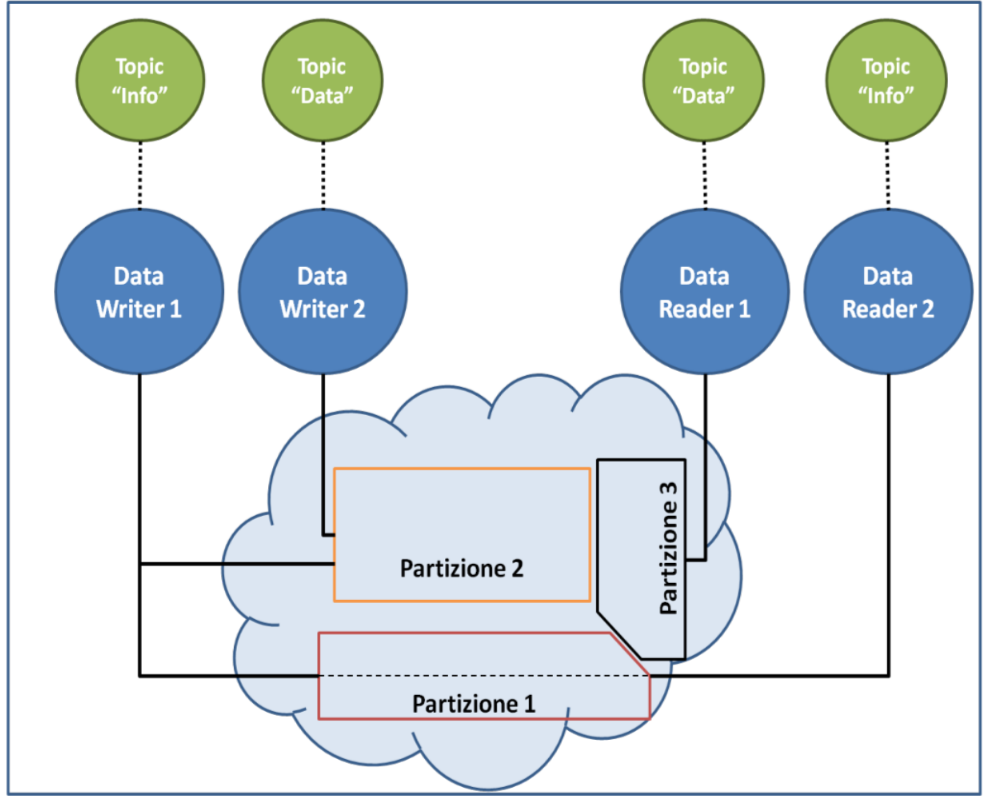 Topic
“Info”
Topic
“Data”
Topic
“Data”
Topic
“Info”
Data
Writer 1
Data
Writer 2
Data
Reader 1
Data
Reader 2
Partizione 3
Partizione 2
Partizione 1